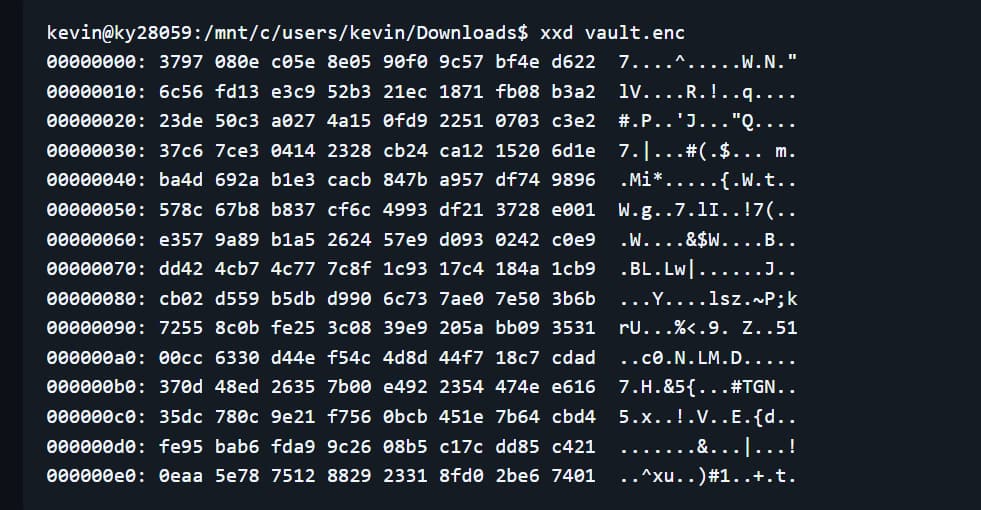 kevin@ky28059:/mnt/c/users/kevin/Downloads$ xxd vault.enc
00000000: 3797 080e c05e 8e05 90f0 9c57 bf4e d622  7....^.....W.N."
00000010: 6c56 fd13 e3c9 52b3 21ec 1871 fb08 b3a2  lV....R.!..q....
00000020: 23de 50c3 a027 4a15 0fd9 2251 0703 c3e2  #.P..'J..."Q....
00000030: 37c6 7ce3 0414 2328 cb24 ca12 1520 6d1e  7.|...#(.$... m.
00000040: ba4d 692a b1e3 cacb 847b a957 df74 9896  .Mi*.....{.W.t..
00000050: 578c 67b8 b837 cf6c 4993 df21 3728 e001  W.g..7.lI..!7(..
00000060: e357 9a89 b1a5 2624 57e9 d093 0242 c0e9  .W....&$W....B..
00000070: dd42 4cb7 4c77 7c8f 1c93 17c4 184a 1cb9  .BL.Lw|......J..
00000080: cb02 d559 b5db d990 6c73 7ae0 7e50 3b6b  ...Y....lsz.~P;k
00000090: 7255 8c0b fe25 3c08 39e9 205a bb09 3531  rU...%<.9. Z..51
000000a0: 00cc 6330 d44e f54c 4d8d 44f7 18c7 cdad  ..c0.N.LM.D.....
000000b0: 370d 48ed 2635 7b00 e492 2354 474e e616  7.H.&5{...#TGN..
000000c0: 35dc 780c 9e21 f756 0bcb 451e 7b64 cbd4  5.x..!.V..E.{d..
000000d0: fe95 bab6 fda9 9c26 08b5 c17c dd85 c421  .......&...|...!
000000e0: 0eaa 5e78 7512 8829 2331 8fd0 2be6 7401  ..^xu..)#1..+.t.